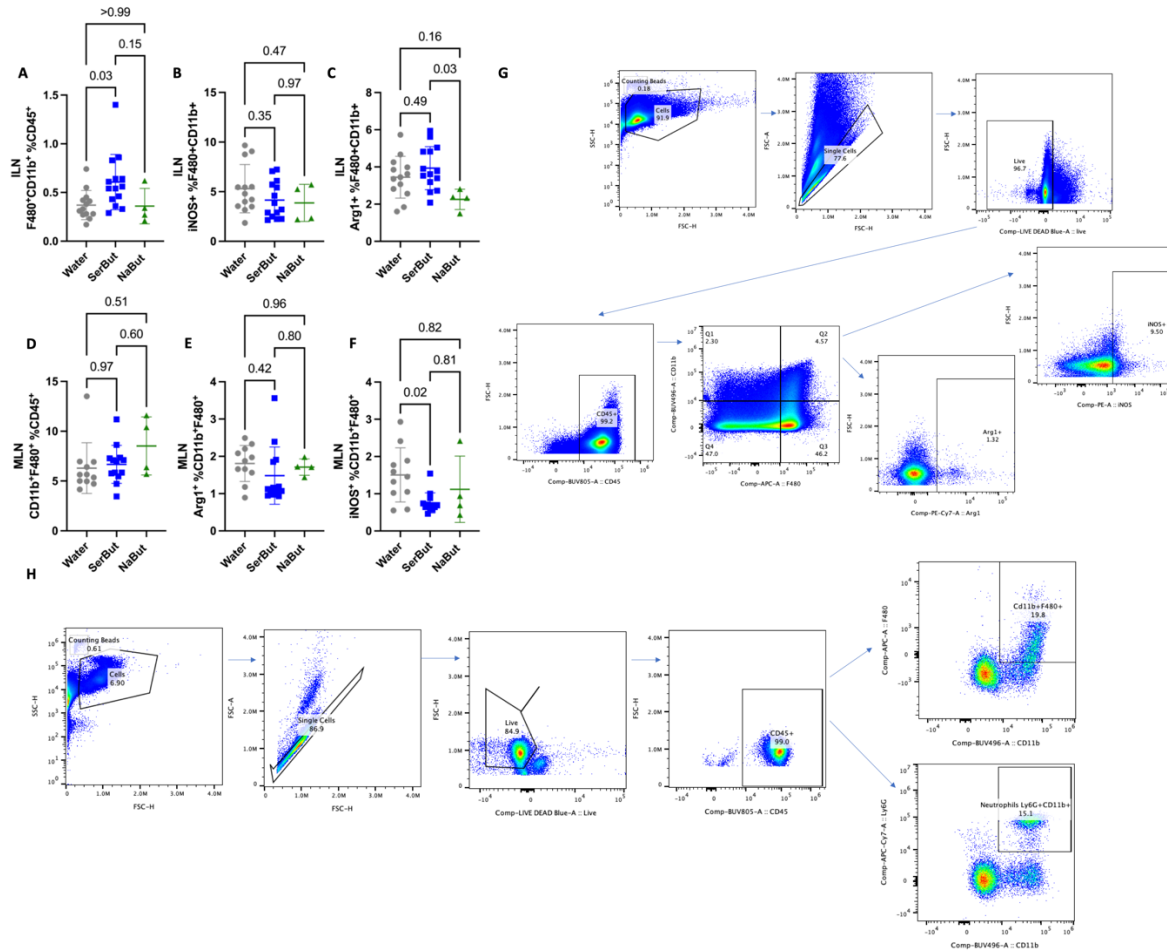 A
>0.99
0.15
0.03
ILN
F480⁺CD11b⁺ %CD45⁺
1.5
1.0
0.5
0.0
Water
SerBut
NaBut
B
0.47
0.97
0.35
ILN
iNOS+ %F480+CD11b+
15
10
5
0
Water
SerBut
NaBut
C
0.16
0.03
0.49
ILN
Arg1+ %F480+CD11b+
8
6
4
2
0
Water
SerBut
NaBut
D
0.51
0.60
0.97
MLN
CD11b⁺F480⁺ %CD45⁺
15
10
5
0
Water
SerBut
NaBut
E
0.96
0.80
0.42
MLN
Arg1⁺ %CD11b⁺F480⁺
4
3
2
1
0
Water
SerBut
NaBut
F
0.82
0.81
0.02
MLN
iNOS⁺ %CD11b⁺F480⁺
4
3
2
1
0
Water
SerBut
NaBut
G
Counting Beads
0.18
Cells
91.9
SSC-H
FSC-H
Single Cells
77.6
FSC-A
FSC-H
Live
96.7
FSC-H
Comp-LIVE DEAD Blue-A :: live
CD45+
99.2
FSC-H
Comp-BUV805-A :: CD45
Q1
2.30
Q2
4.57
Q4
47.0
Q3
46.2
Comp-BUV496-A :: CD11b
Comp-APC-A :: F480
iNOS+
9.50
FSC-H
Comp-PE-A :: iNOS
Arg1+
1.32
FSC-H
Comp-PE-Cy7-A :: Arg1
H
Counting Beads
0.61
Cells
6.90
SSC-H
FSC-H
Single Cells
86.9
FSC-A
FSC-H
Live
84.9
FSC-H
Comp-LIVE DEAD Blue-A :: Live
CD45+
99.0
FSC-H
Comp-BUV805-A :: CD45
Cd11b+F480+
19.8
Comp-APC-A :: F480
Comp-BUV496-A :: CD11b
Neutrophils Ly6G+CD11b+
15.1
Comp-APC-Cy7-A :: Ly6G
Comp-BUV496-A :: CD11b